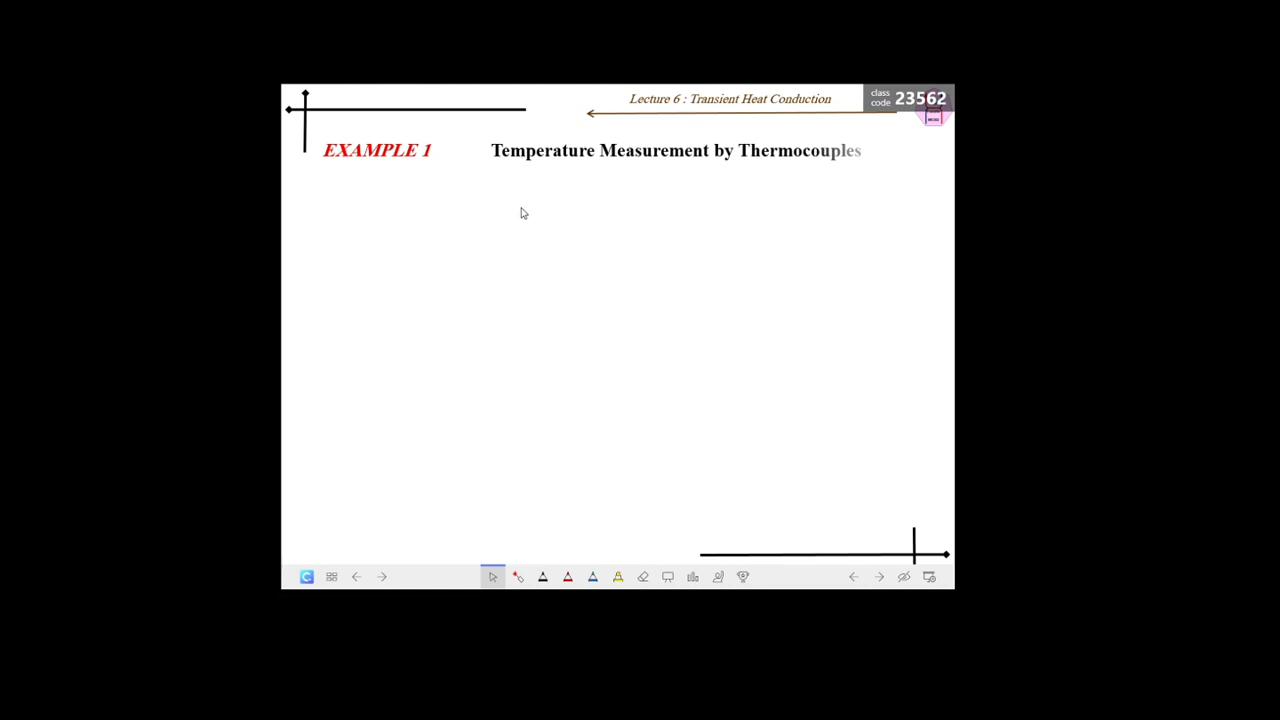 Lecture 6 : Transient Heat Conduction
class code 23562
EXAMPLE 1 Temperature Measurement by Thermocouples